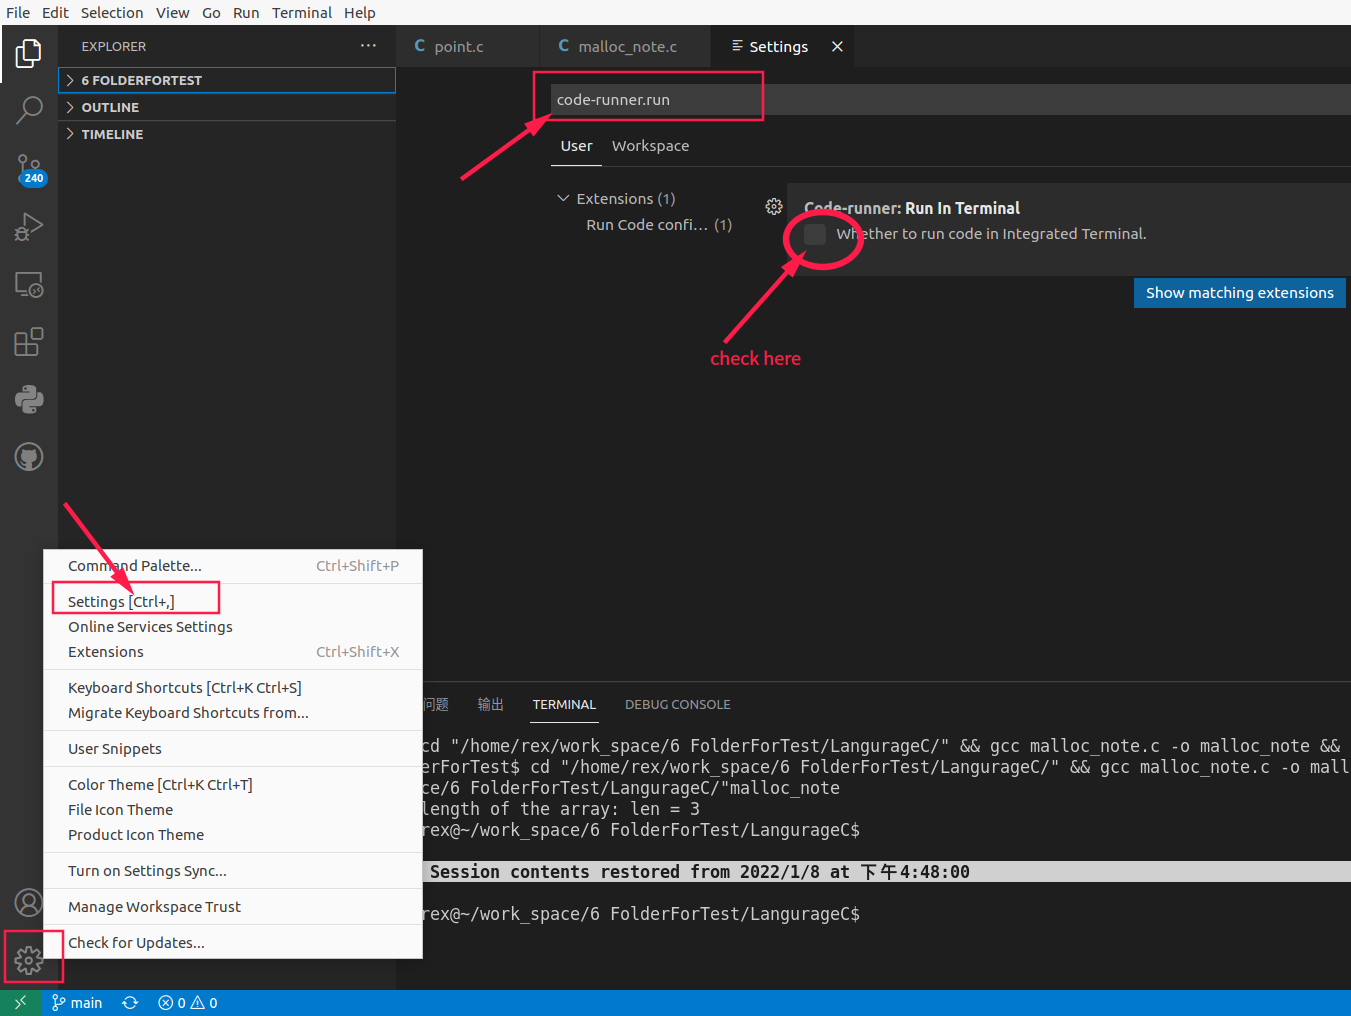 File Edit Selection View Go Run Terminal Help
EXPLORER ···
point.c
malloc_note.c
Settings
6 FOLDERFORTEST
OUTLINE
TIMELINE
240
code-runner.run
User Workspace
Extensions (1)
Run Code confi... (1)
Code-runner: Run In Terminal
Whether to run code in Integrated Terminal.
Show matching extensions
check here
Command Palette... Ctrl+Shift+P
Settings [Ctrl+,]
Online Services Settings
Extensions Ctrl+Shift+X
Keyboard Shortcuts [Ctrl+K Ctrl+S]
Migrate Keyboard Shortcuts from...
User Snippets
Color Theme [Ctrl+K Ctrl+T]
File Icon Theme
Product Icon Theme
Turn on Settings Sync...
Manage Workspace Trust
Check for Updates...
问题 输出 TERMINAL DEBUG CONSOLE
cd "/home/rex/work_space/6 FolderForTest/LangurageC/" && gcc malloc_note.c -o malloc_note &&
erForTest$ cd "/home/rex/work_space/6 FolderForTest/LangurageC/" && gcc malloc_note.c -o mall
ce/6 FolderForTest/LangurageC/"malloc_note
length of the array: len = 3
rex@~/work_space/6 FolderForTest/LangurageC$
Session contents restored from 2022/1/8 at 下午4:48:00
rex@~/work_space/6 FolderForTest/LangurageC$
main 0 0